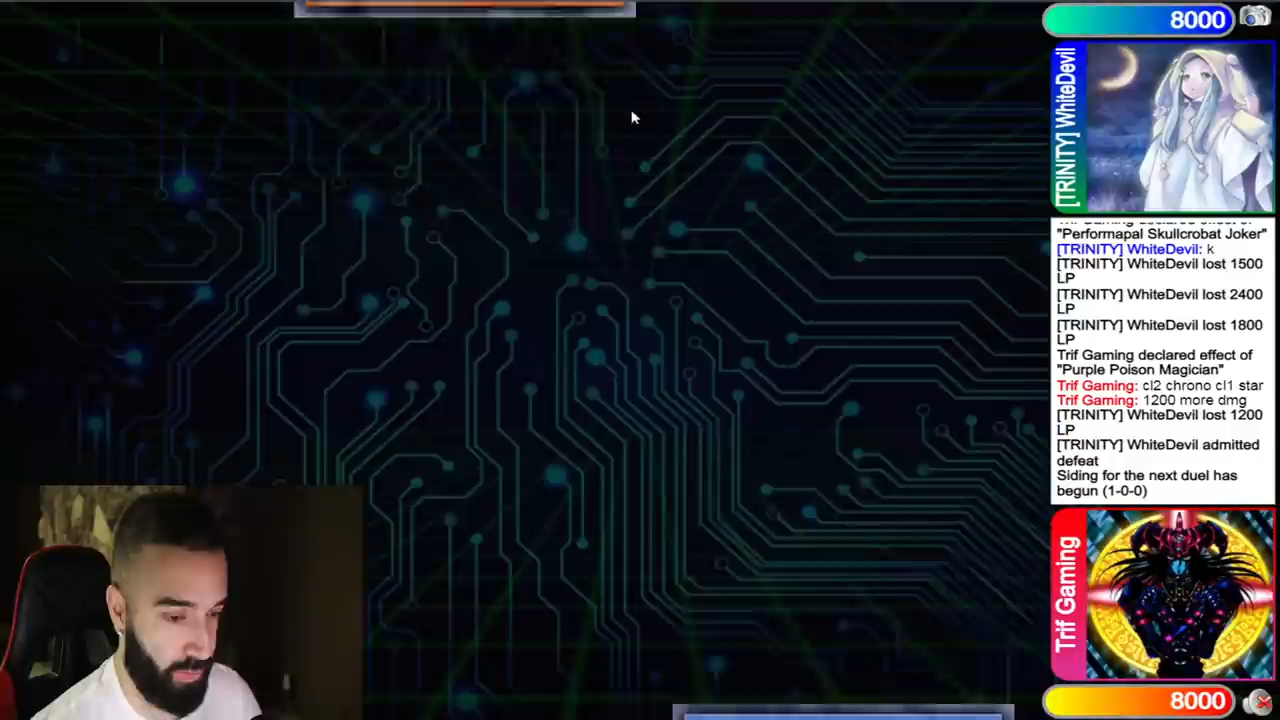 8000
[TRINITY] WhiteDevil
"Performapal Skullcrobat Joker"
[TRINITY] WhiteDevil: k
[TRINITY] WhiteDevil lost 1500
LP
[TRINITY] WhiteDevil lost 2400
LP
[TRINITY] WhiteDevil lost 1800
LP
Trif Gaming declared effect of
"Purple Poison Magician"
Trif Gaming: cl2 chrono cl1 star
Trif Gaming: 1200 more dmg
[TRINITY] WhiteDevil lost 1200
LP
[TRINITY] WhiteDevil admitted
defeat
Siding for the next duel has
begun (1-0-0)
Trif Gaming
8000